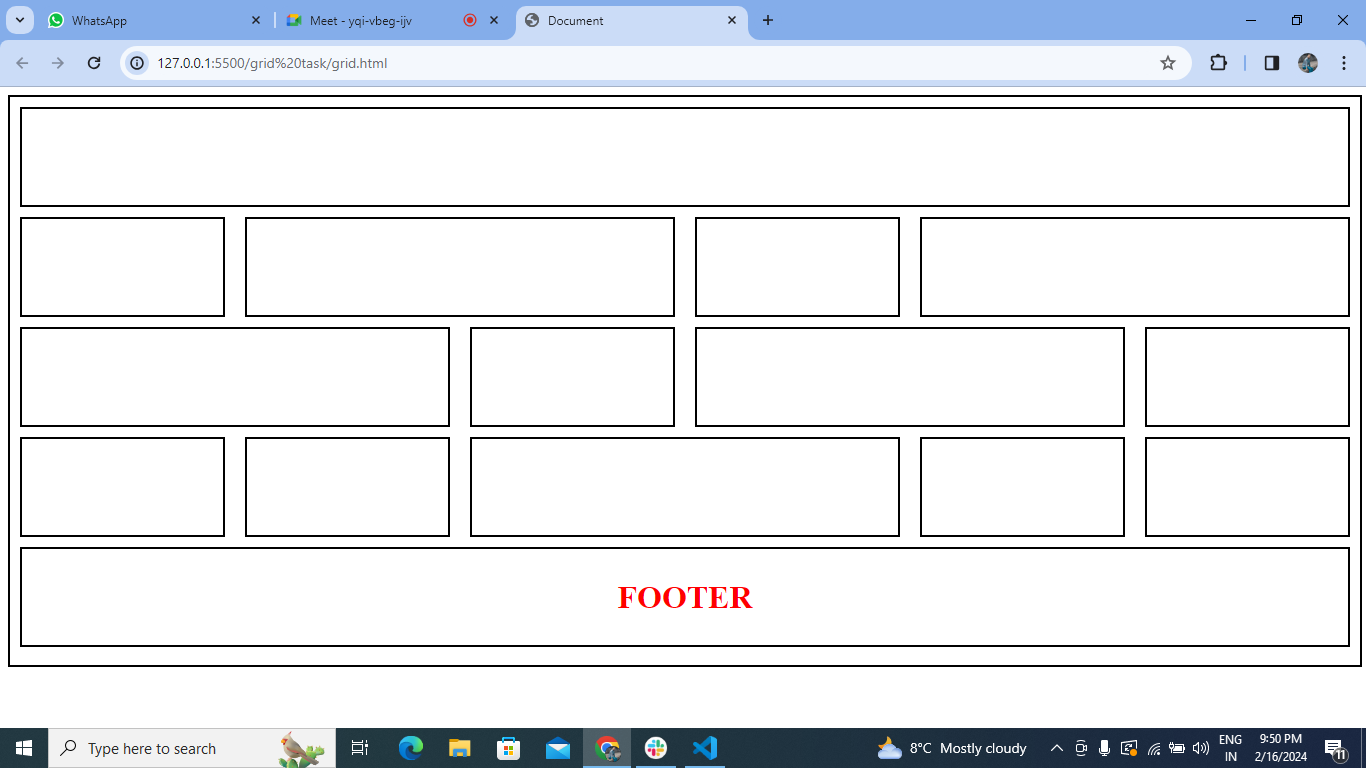 WhatsApp
Meet - yqi-vbeg-ijv
Document
127.0.0.1:5500/grid%20task/grid.html
FOOTER
Type here to search
8°C Mostly cloudy
ENG
IN
9:50 PM
2/16/2024
11